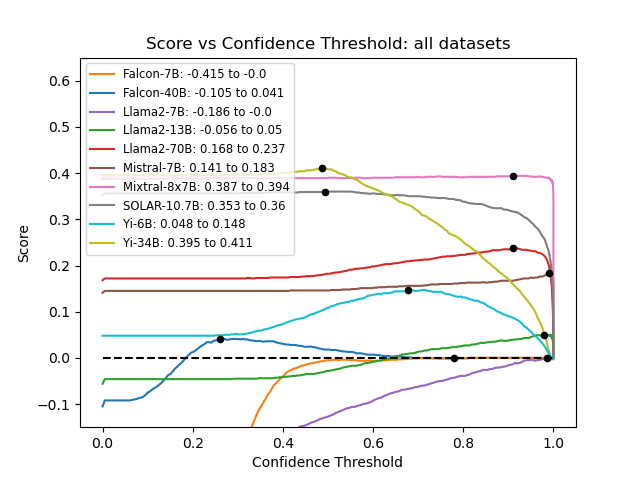 Score vs Confidence Threshold: all datasets
Score
0.6
0.5
0.4
0.3
0.2
0.1
0.0
−0.1
Falcon-7B: -0.415 to -0.0
Falcon-40B: -0.105 to 0.041
Llama2-7B: -0.186 to -0.0
Llama2-13B: -0.056 to 0.05
Llama2-70B: 0.168 to 0.237
Mistral-7B: 0.141 to 0.183
Mixtral-8x7B: 0.387 to 0.394
SOLAR-10.7B: 0.353 to 0.36
Yi-6B: 0.048 to 0.148
Yi-34B: 0.395 to 0.411
0.0 0.2 0.4 0.6 0.8 1.0
Confidence Threshold